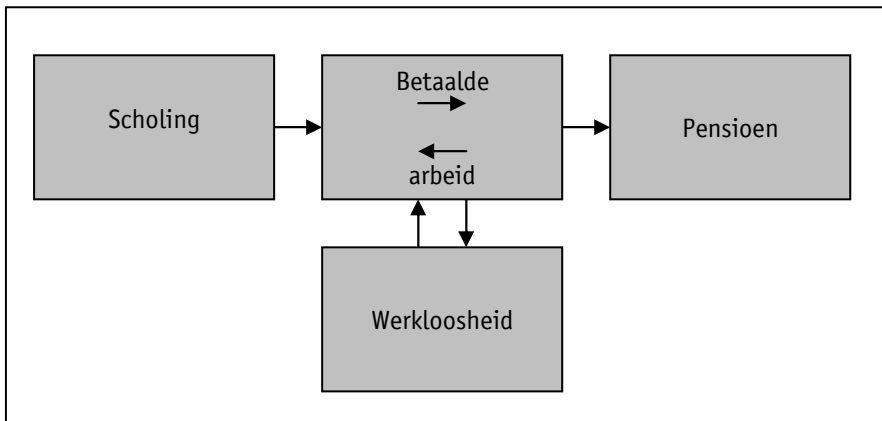 Scholing
Betaalde
arbeid
Pensioen
Werkloosheid